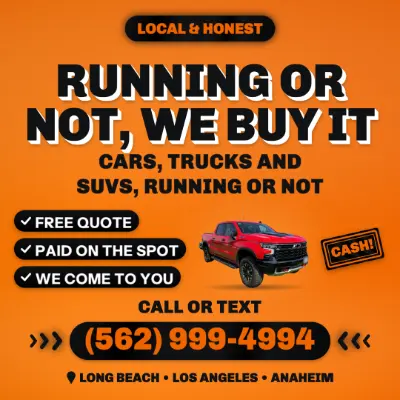 LOCAL & HONEST
RUNNING OR
NOT, WE BUY IT
CARS, TRUCKS AND
SUVS, RUNNING OR NOT
FREE QUOTE
PAID ON THE SPOT
WE COME TO YOU
CASH!
CALL OR TEXT
(562) 999-4994
LONG BEACH • LOS ANGELES • ANAHEIM